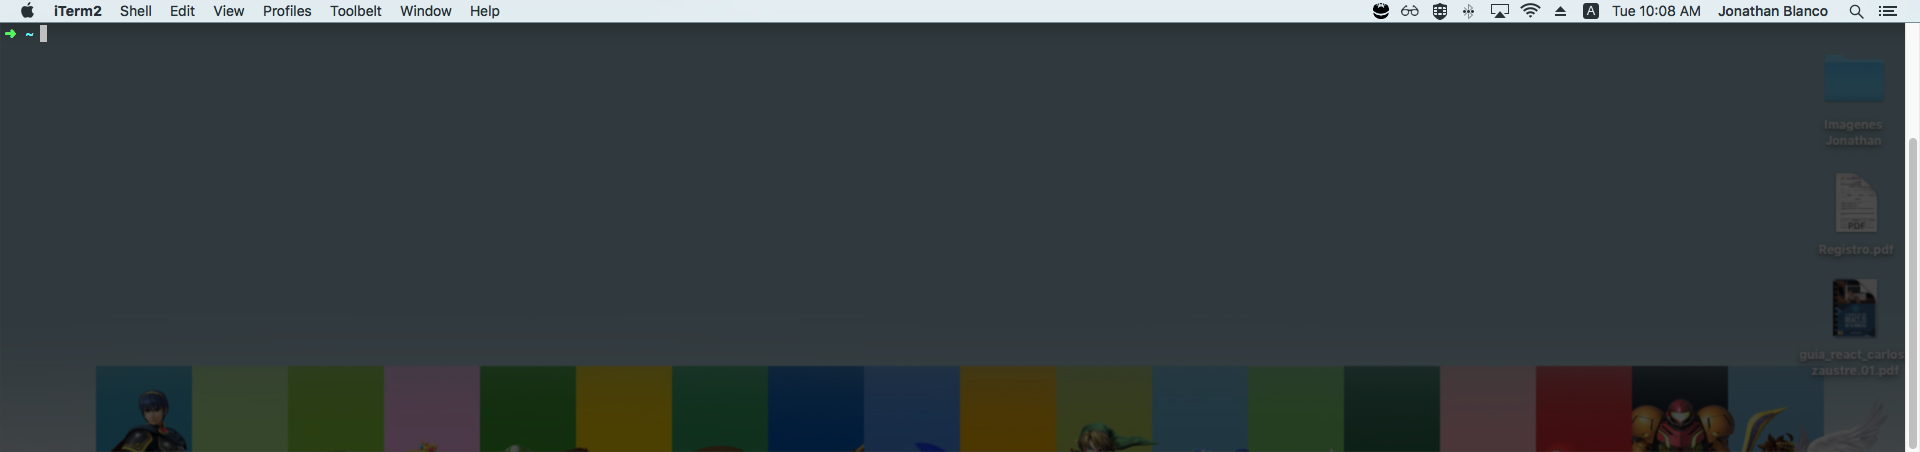 iTerm2 Shell Edit View Profiles Toolbelt Window Help A Tue 10:08 AM Jonathan Blanco
➜ ~
Imagenes
Jonathan
PDF
Registro.pdf
guia_react_carlos
zaustre.01.pdf